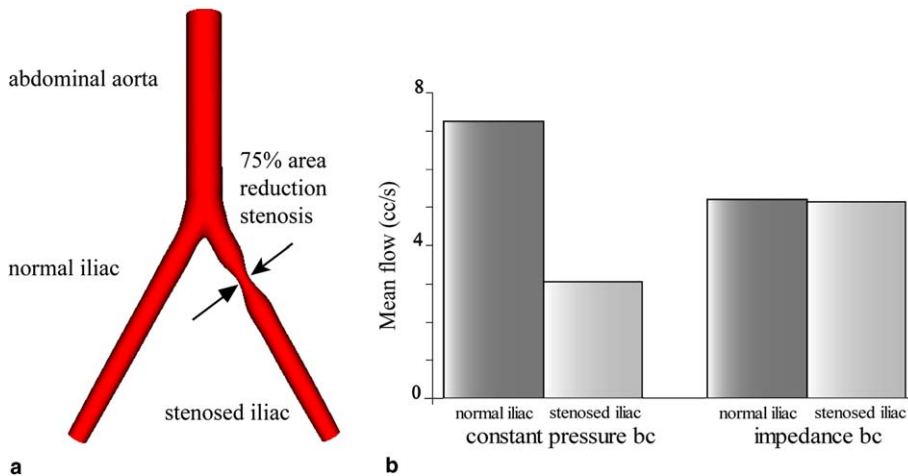 abdominal aorta
75% area
reduction
stenosis
normal iliac
stenosed iliac
a
8
4
0
Mean flow (cc/s)
normal iliac stenosed iliac normal iliac stenosed iliac
constant pressure bc impedance bc
b